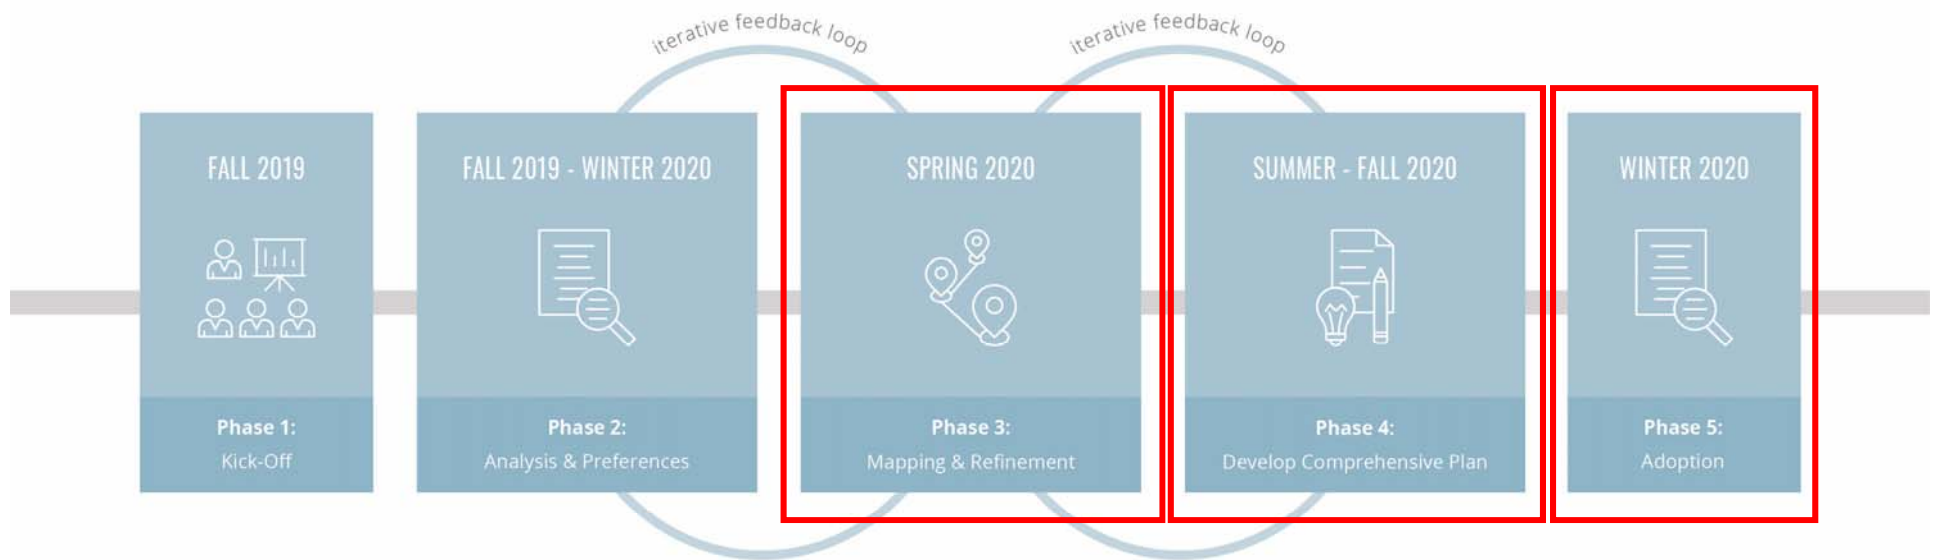 iterative feedback loop
iterative feedback loop
FALL 2019
Phase 1:
Kick-Off
FALL 2019 - WINTER 2020
Phase 2:
Analysis & Preferences
SPRING 2020
Phase 3:
Mapping & Refinement
SUMMER - FALL 2020
Phase 4:
Develop Comprehensive Plan
WINTER 2020
Phase 5:
Adoption